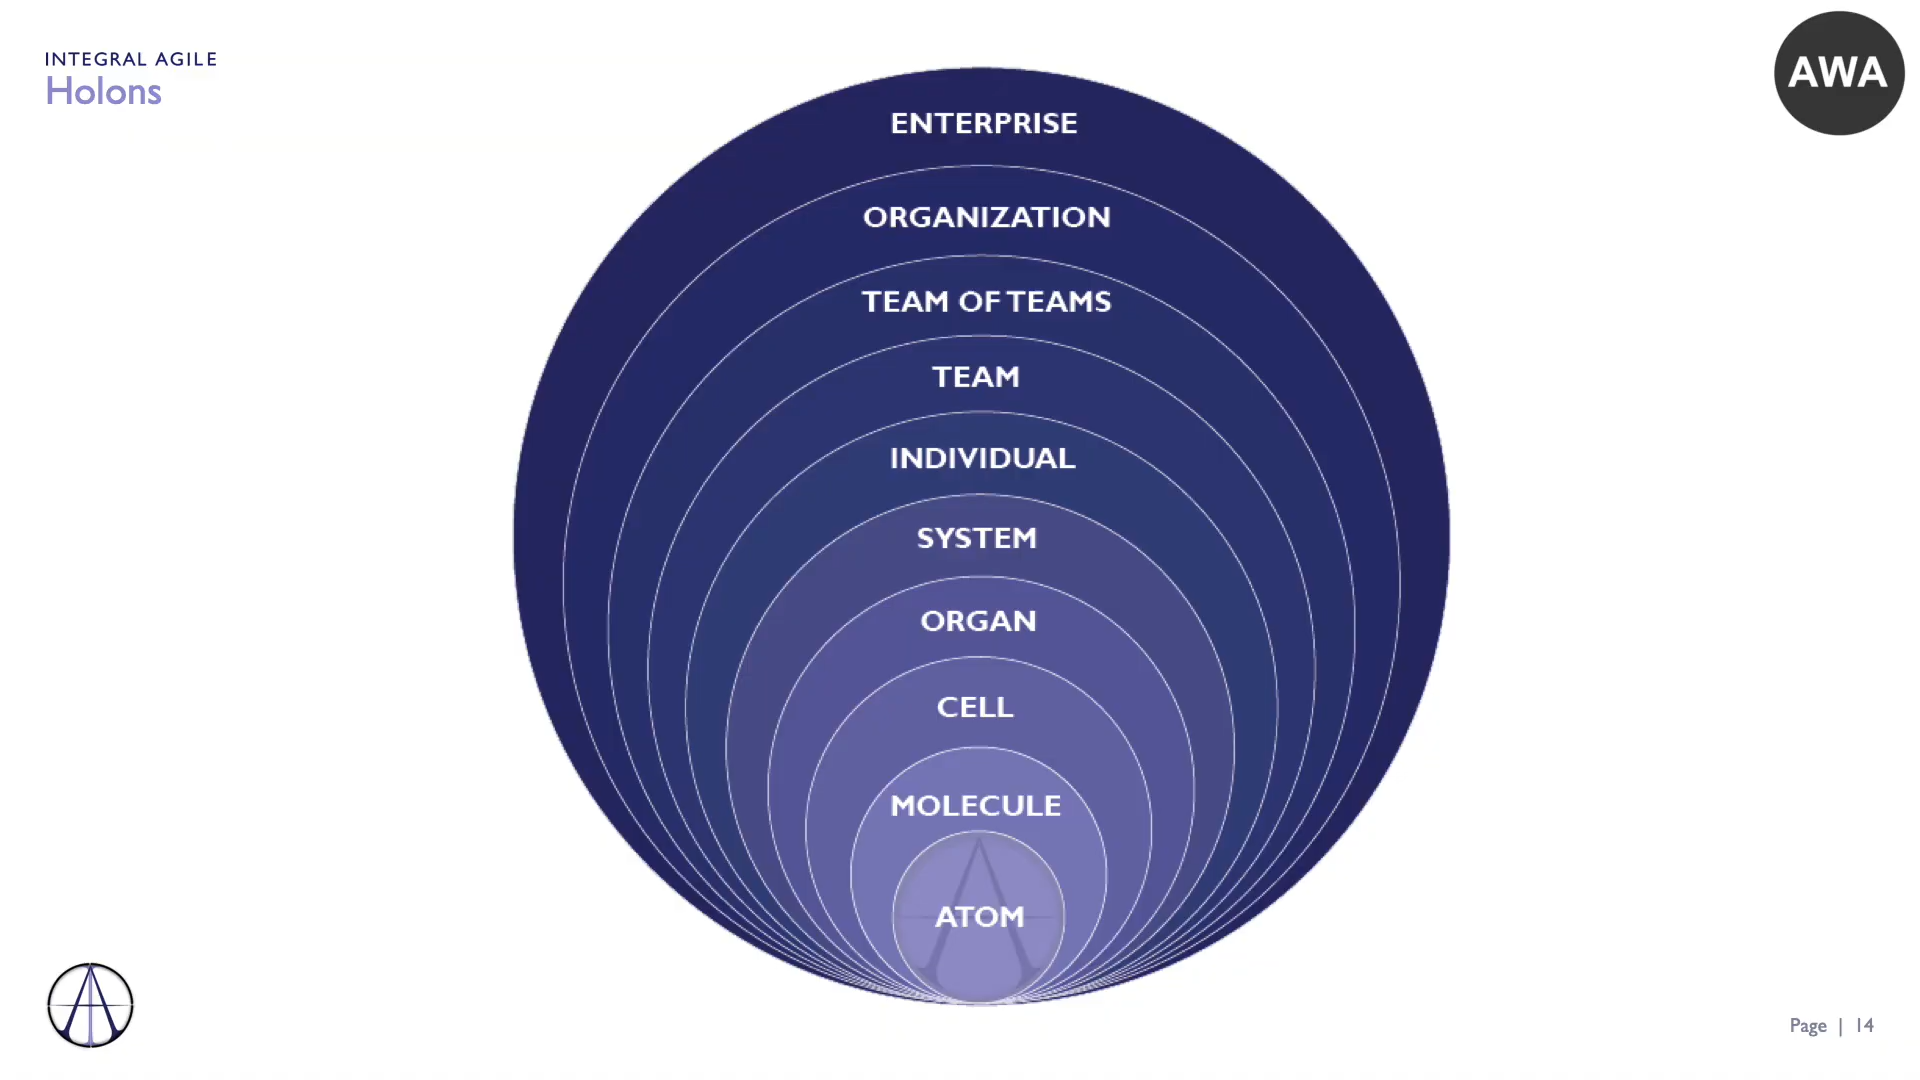 INTEGRAL AGILE
Holons
AWA
ENTERPRISE
ORGANIZATION
TEAM OF TEAMS
TEAM
INDIVIDUAL
SYSTEM
ORGAN
CELL
MOLECULE
ATOM
Page | 14